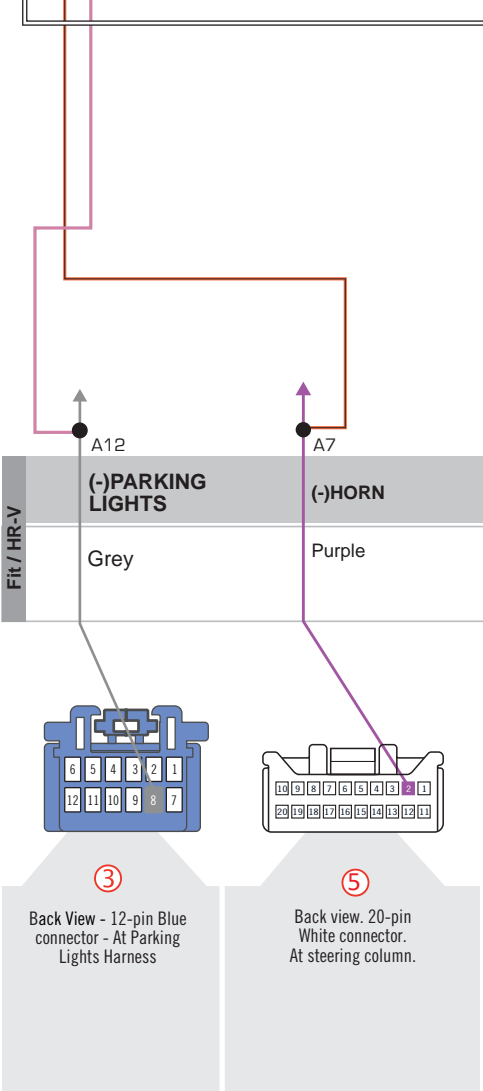 A12
A7
(-)PARKING
LIGHTS
(-)HORN
Fit / HR-V
Grey
Purple
6 5 4 3 2 1
12 11 10 9 8 7
10 9 8 7 6 5 4 3 2 1
20 19 18 17 16 15 14 13 12 11
3
Back View - 12-pin Blue
connector - At Parking
Lights Harness
5
Back view. 20-pin
White connector.
At steering column.